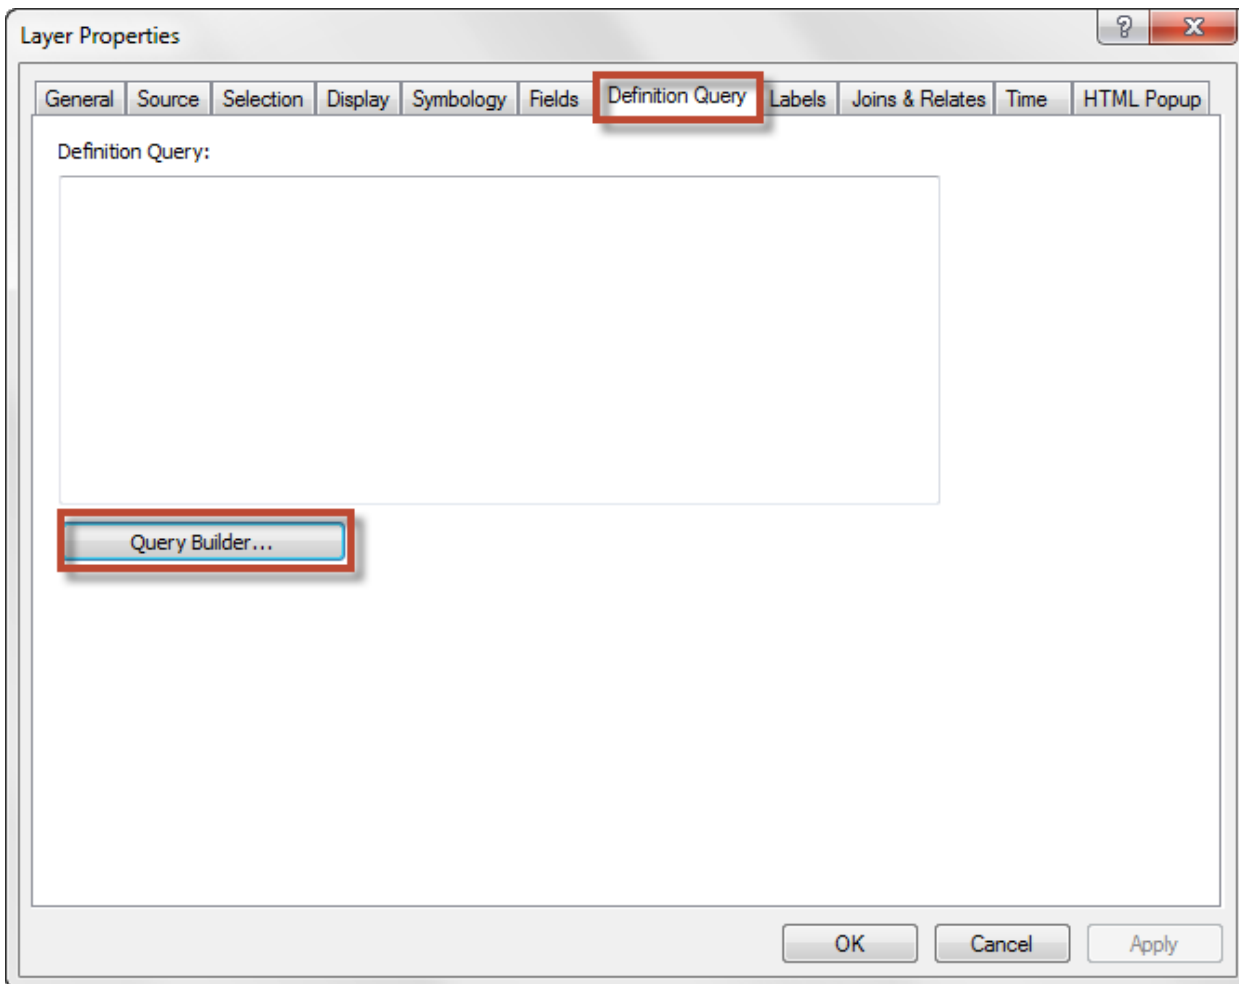 Layer Properties
General Source Selection Display Symbology Fields Definition Query Labels Joins & Relates Time HTML Popup
Definition Query:
Query Builder...
OK Cancel Apply